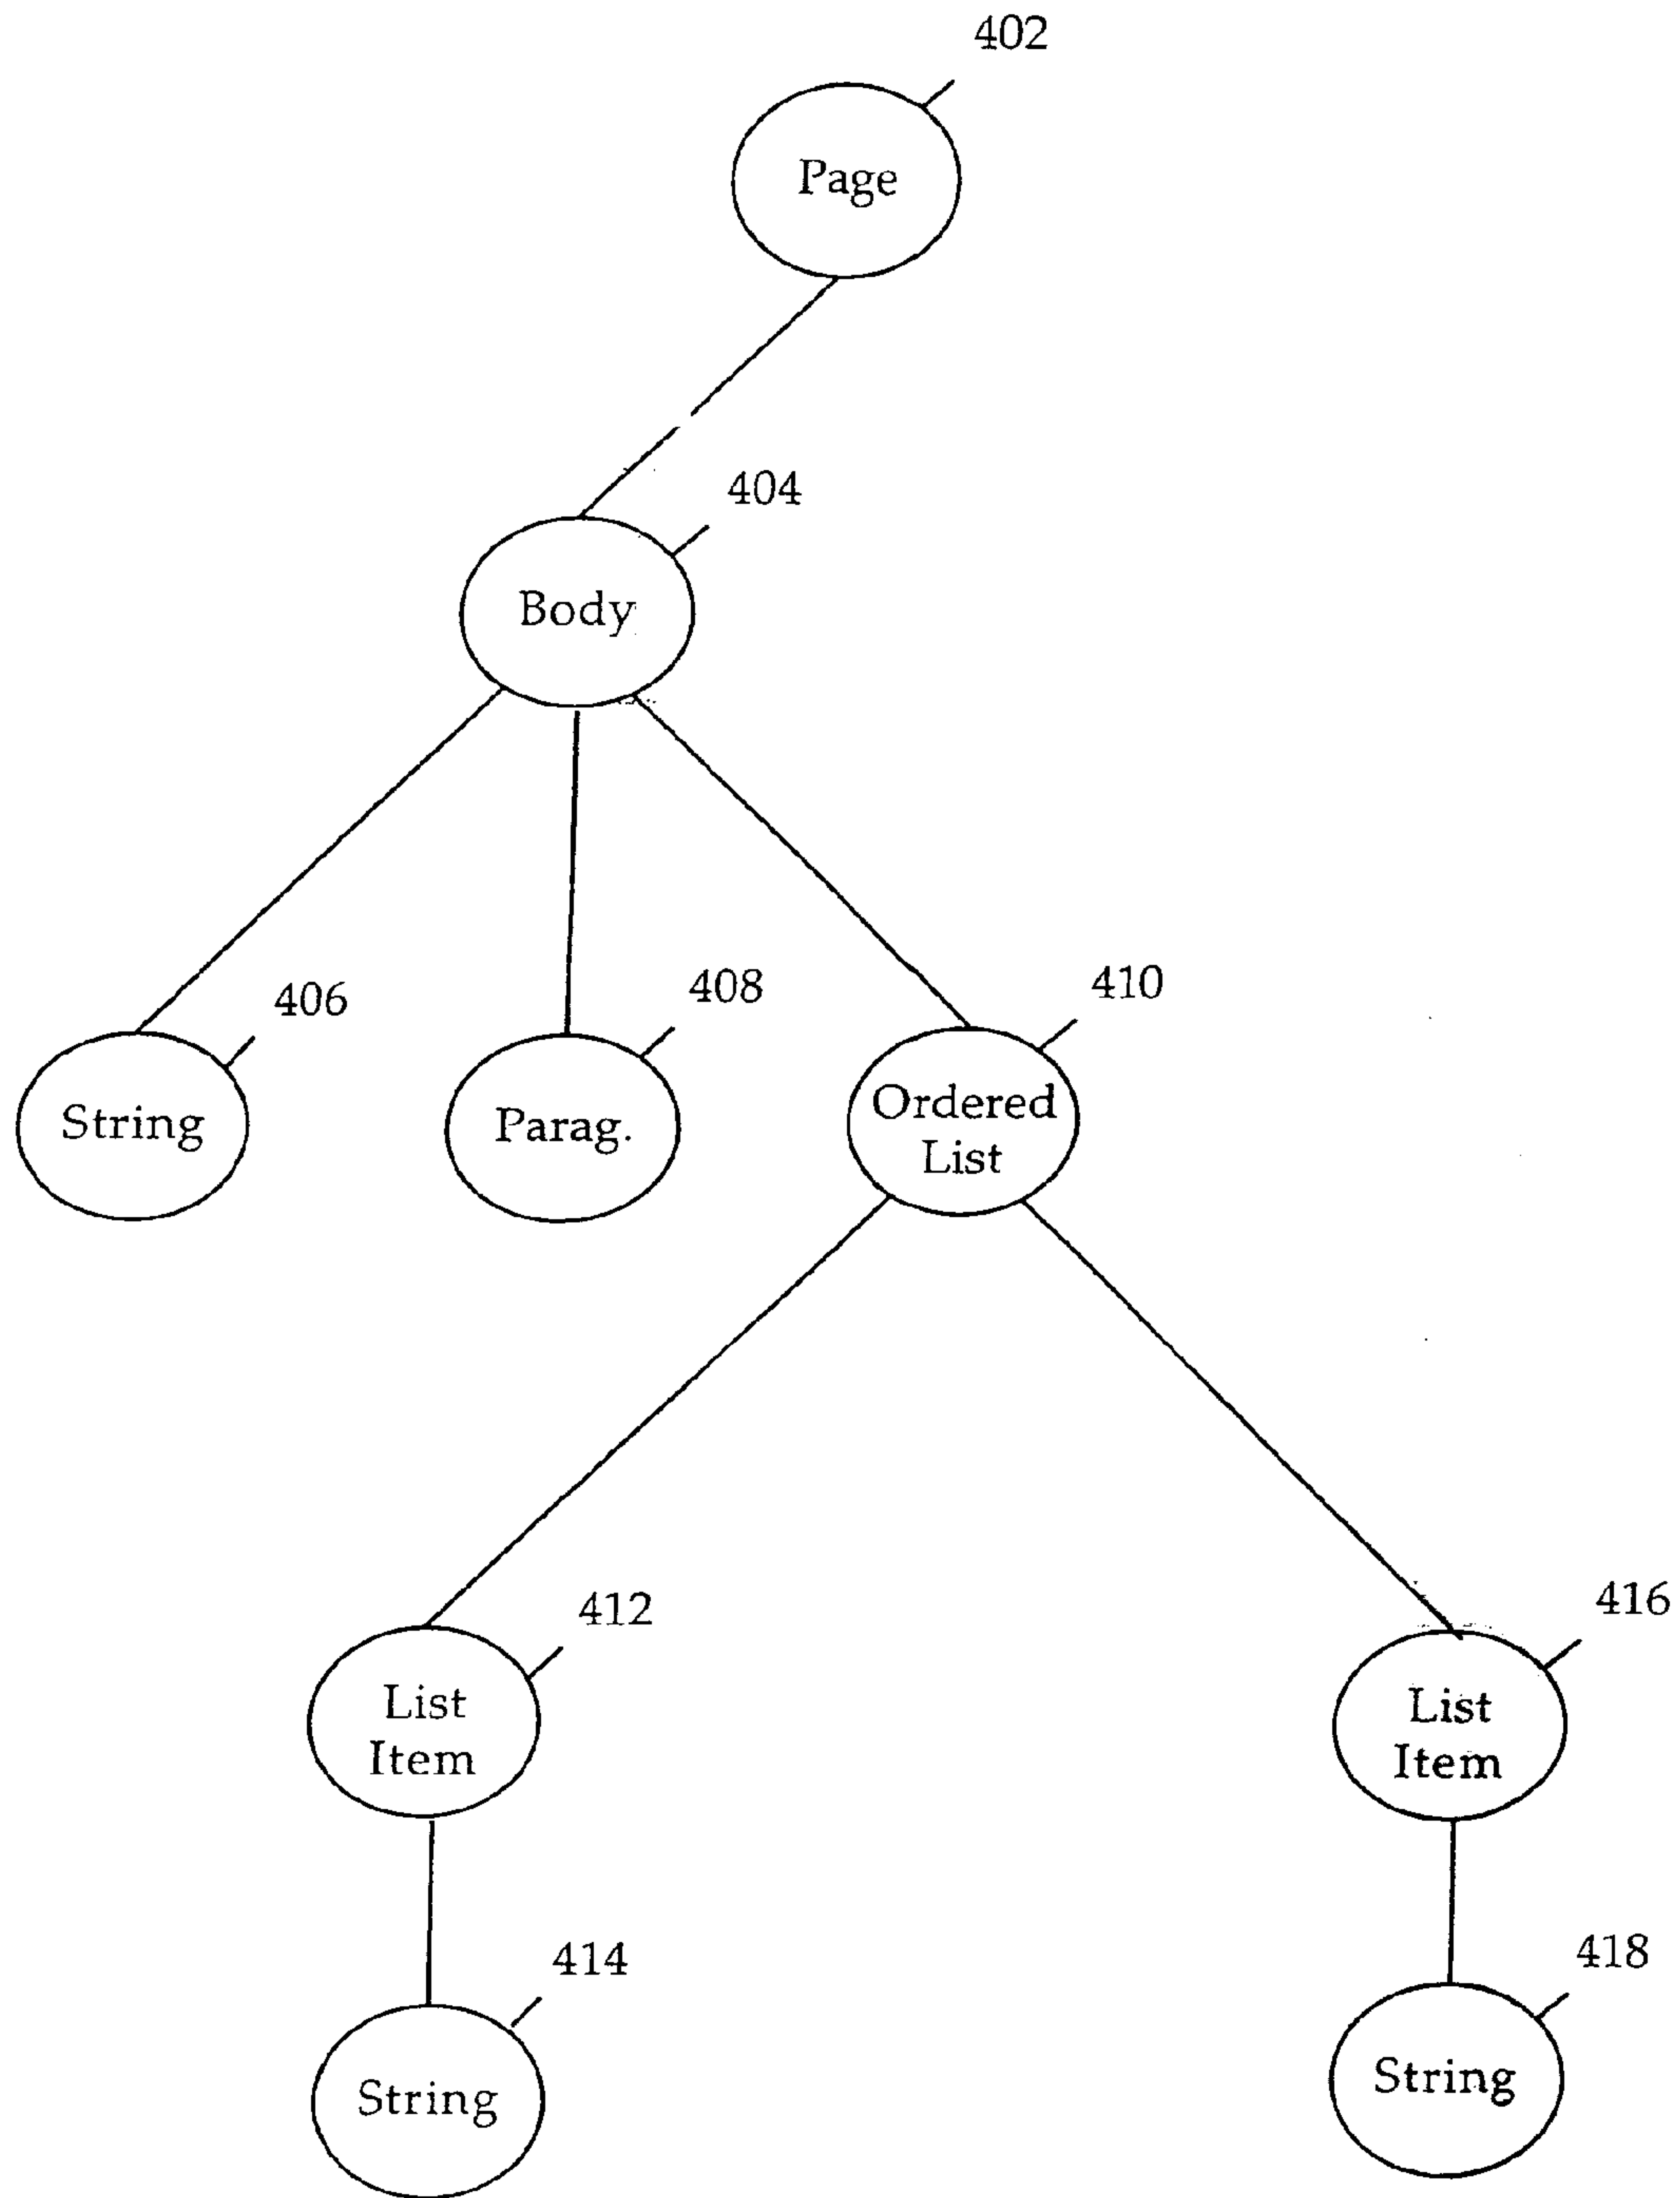 402
Page
404
Body
406
408
410
String
Parag.
Ordered
List
412
416
List
Item
List
Item
414
418
String
String